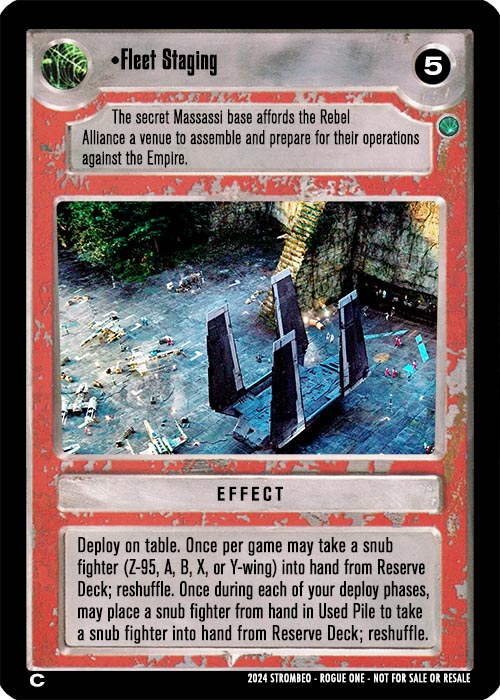 •Fleet Staging
5
The secret Massassi base affords the Rebel
Alliance a venue to assemble and prepare for their operations
against the Empire.
EFFECT
Deploy on table. Once per game may take a snub
fighter (Z-95, A, B, X, or Y-wing) into hand from Reserve
Deck; reshuffle. Once during each of your deploy phases,
may place a snub fighter from hand in Used Pile to take
a snub fighter into hand from Reserve Deck; reshuffle.
C
2024 STROMBEO - ROGUE ONE - NOT FOR SALE OR RESALE